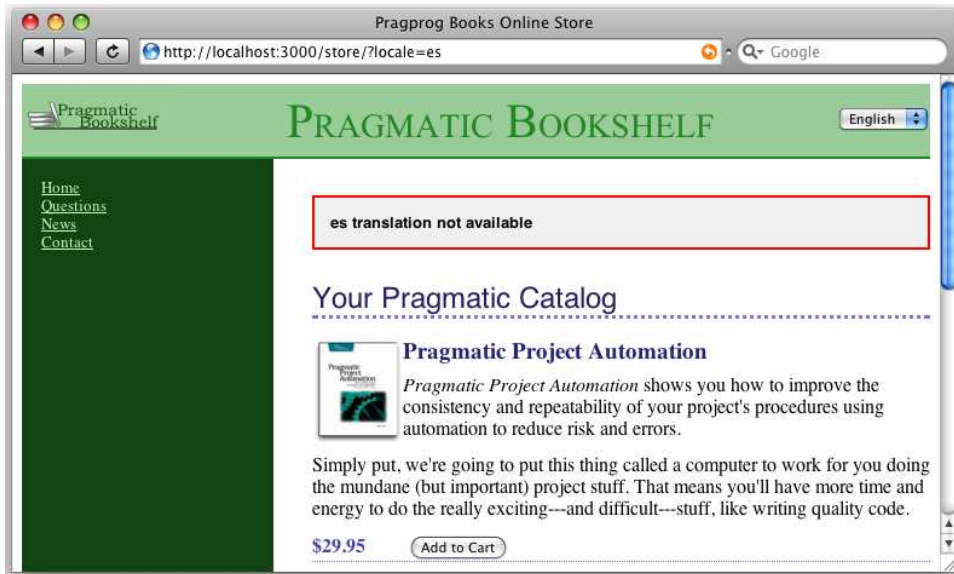 Pragprog Books Online Store
http://localhost:3000/store/?locale=es
Google
Pragmatic
Bookshelf
PRAGMATIC BOOKSHELF
English
Home
Questions
News
Contact
es translation not available
Your Pragmatic Catalog
Pragmatic Project Automation
Pragmatic
Project
Automation
Pragmatic Project Automation shows you how to improve the
consistency and repeatability of your project's procedures using
automation to reduce risk and errors.
Simply put, we're going to put this thing called a computer to work for you doing
the mundane (but important) project stuff. That means you'll have more time and
energy to do the really exciting---and difficult---stuff, like writing quality code.
$29.95
Add to Cart